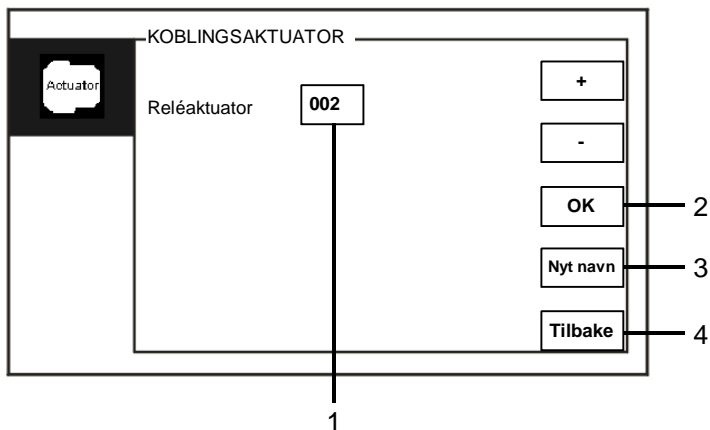 KOBLINGSAKTUATOR
Actuator
Reléaktuator
002
+
-
OK
2
Nyt navn
3
Tilbake
4
1